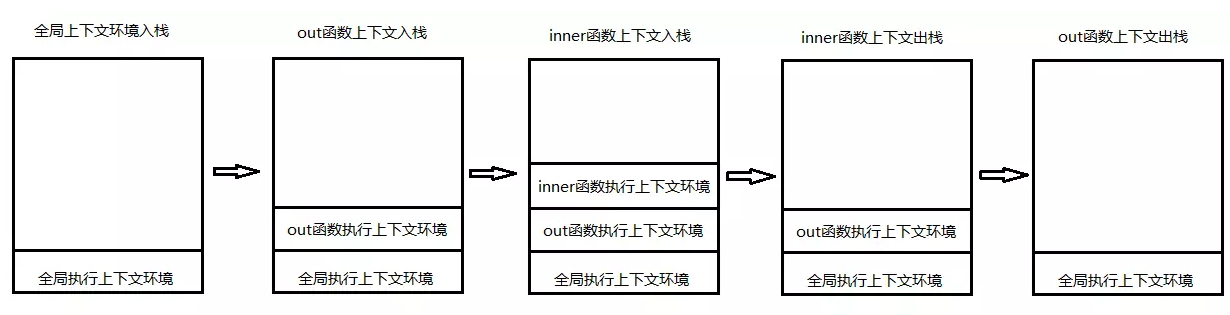 全局上下文环境入栈
out函数上下文入栈
inner函数上下文入栈
inner函数上下文出栈
out函数上下文出栈
inner函数执行上下文环境
out函数执行上下文环境
out函数执行上下文环境
out函数执行上下文环境
全局执行上下文环境
全局执行上下文环境
全局执行上下文环境
全局执行上下文环境
全局执行上下文环境